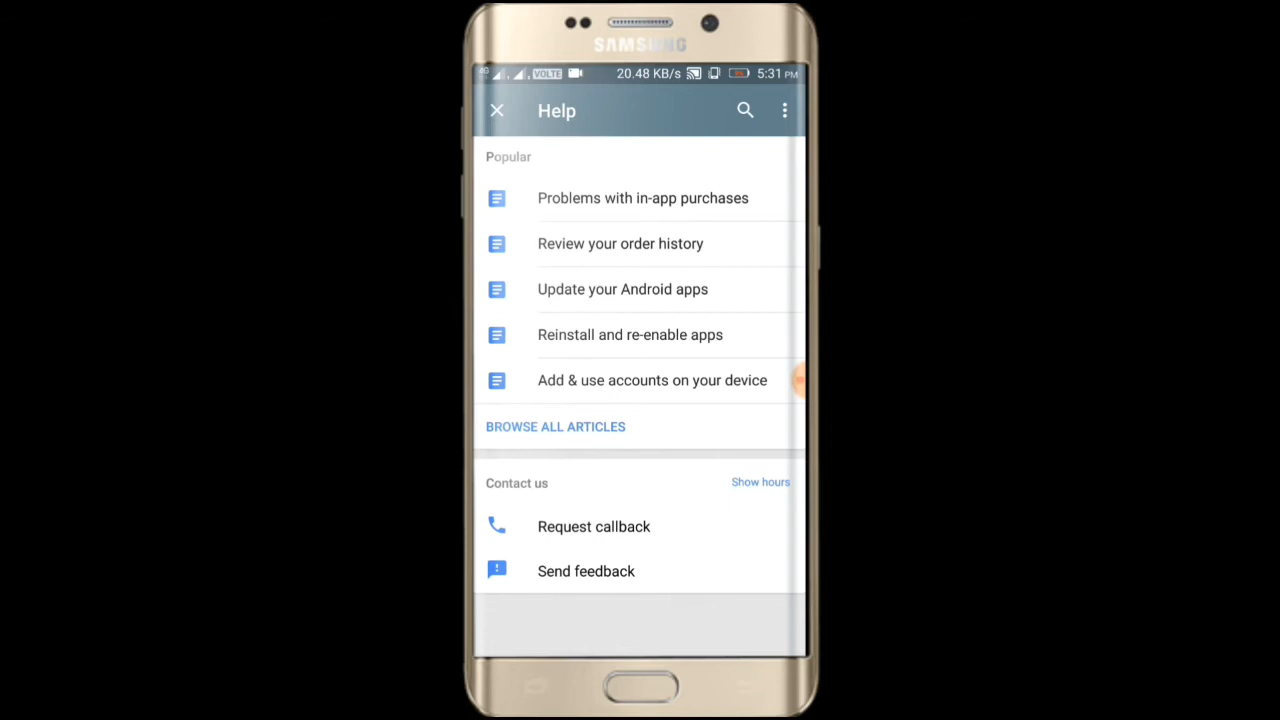 SAMSUNG
4G VOLTE 20.48 KB/s 5:31 PM
Help
Popular
Problems with in-app purchases
Review your order history
Update your Android apps
Reinstall and re-enable apps
Add & use accounts on your device
BROWSE ALL ARTICLES
Contact us Show hours
Request callback
Send feedback